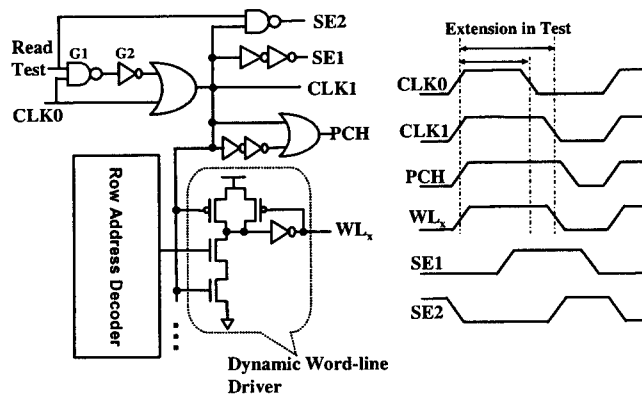 Read
Test
G1
G2
CLK0
SE2
SE1
CLK1
PCH
Row Address Decoder
WLx
Dynamic Word-line
Driver
Extension in Test
CLK0
CLK1
PCH
WLx
SE1
SE2